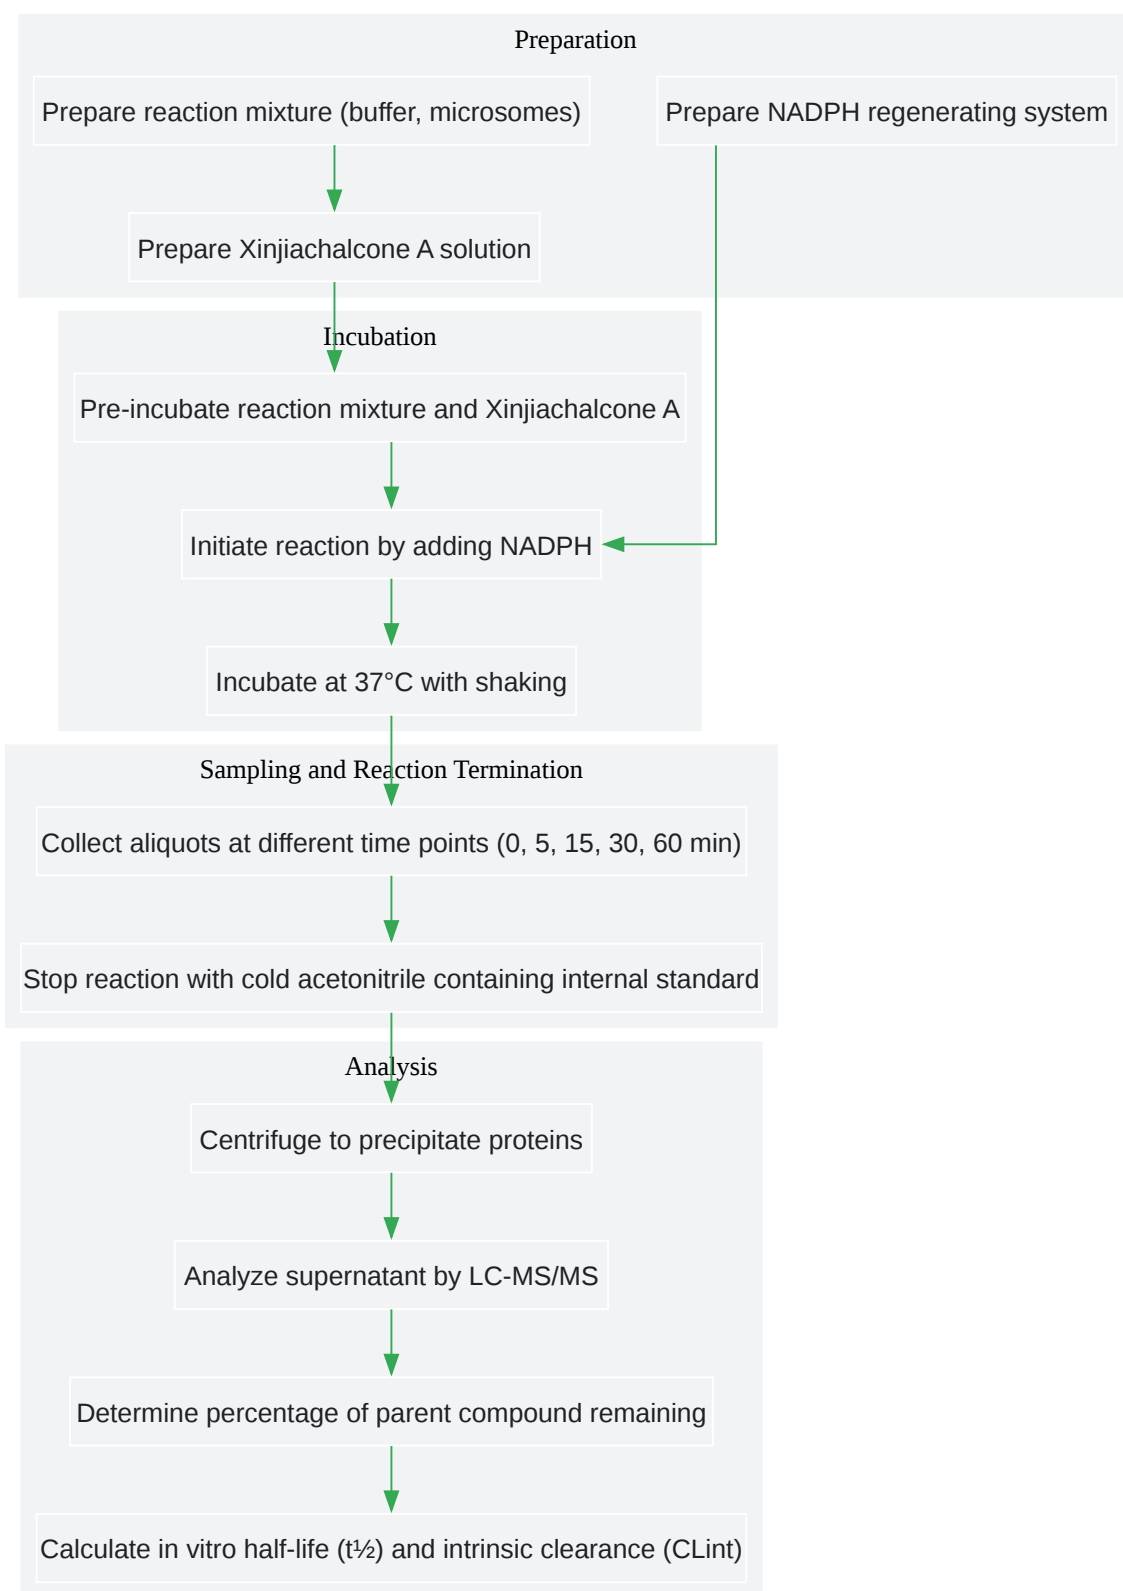 Preparation
Prepare reaction mixture (buffer, microsomes)
Prepare NADPH regenerating system
Prepare Xinjiachalcone A solution
Incubation
Pre-incubate reaction mixture and Xinjiachalcone A
Initiate reaction by adding NADPH
Incubate at 37°C with shaking
Sampling and Reaction Termination
Collect aliquots at different time points (0, 5, 15, 30, 60 min)
Stop reaction with cold acetonitrile containing internal standard
Analysis
Centrifuge to precipitate proteins
Analyze supernatant by LC-MS/MS
Determine percentage of parent compound remaining
Calculate in vitro half-life (t½) and intrinsic clearance (CLint)